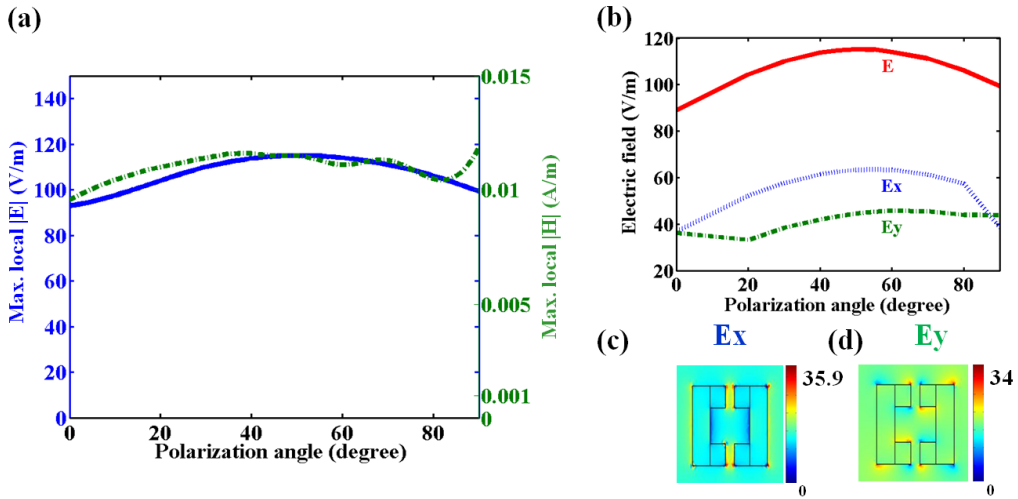 (a)
Max. local |E| (V/m)
140
120
100
80
60
40
20
0
0.015
0.010
0.005
0.001
0
Max. local |H| (A/m)
0 20 40 60 80
Polarization angle (degree)
(b)
Electric field (V/m)
120
100
80
60
40
20
E
Ex
Ey
0 20 40 60 80
Polarization angle (degree)
(c) Ex
35.9
0
(d) Ey
34
0